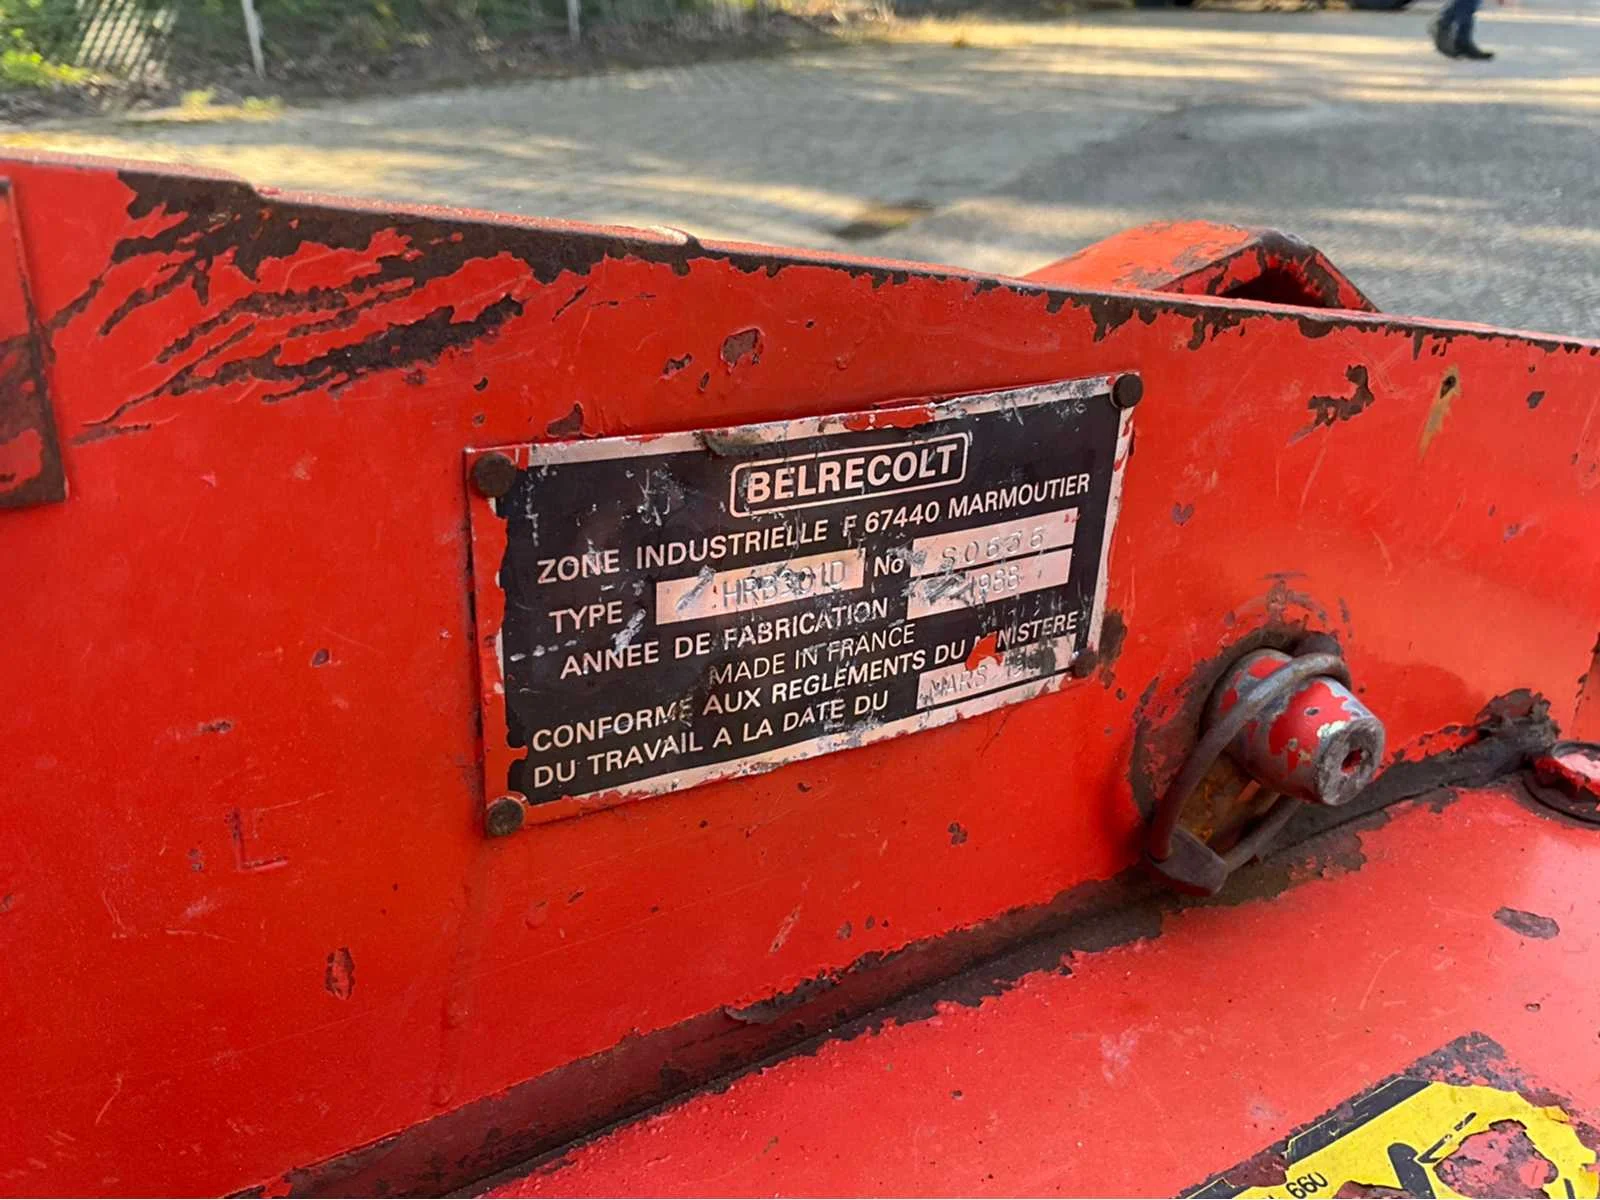 BELRECOLT
ZONE INDUSTRIELLE F 67440 MARMOUTIER
TYPE HRB301D No
ANNEE DE FABRICATION 1988
MADE IN FRANCE
CONFORME AUX REGLEMENTS DU MINISTERE
DU TRAVAIL A LA DATE DU MARS
L
660